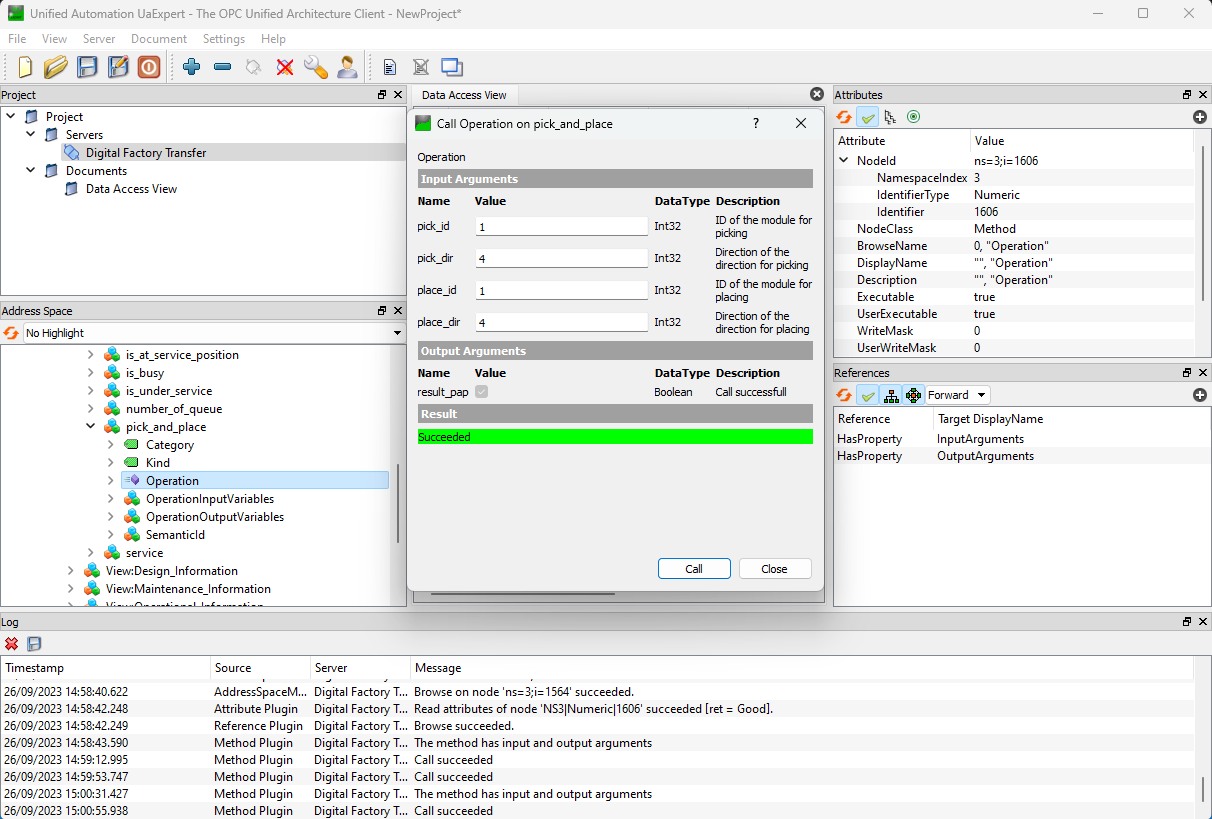 Unified Automation UaExpert - The OPC Unified Architecture Client - NewProject*
File View Server Document Settings Help
Project
Project
Servers
Digital Factory Transfer
Documents
Data Access View
Address Space
No Highlight
is_at_service_position
is_busy
is_under_service
number_of_queue
pick_and_place
Category
Kind
Operation
OperationInputVariables
OperationOutputVariables
SemanticId
service
View:Design_Information
View:Maintenance_Information
View:Operational_Information
Data Access View
Call Operation on pick_and_place ?
Operation
Input Arguments
Name Value DataType Description
pick_id 1 Int32 ID of the module for
picking
pick_dir 4 Int32 Direction of the
direction for picking
place_id 1 Int32 ID of the module for
placing
place_dir 4 Int32 Direction of the
direction for placing
Output Arguments
Name Value DataType Description
result_pap Boolean Call successfull
Result
Succeeded
Call Close
Attributes
Attribute Value
NodeId ns=3;i=1606
NamespaceIndex 3
IdentifierType Numeric
Identifier 1606
NodeClass Method
BrowseName 0, "Operation"
DisplayName "", "Operation"
Description "", "Operation"
Executable true
UserExecutable true
WriteMask 0
UserWriteMask 0
References
Forward
Reference Target DisplayName
HasProperty InputArguments
HasProperty OutputArguments
Log
Timestamp Source Server Message
26/09/2023 14:58:40.622 AddressSpaceM... Digital Factory T... Browse on node 'ns=3;i=1564' succeeded.
26/09/2023 14:58:42.248 Attribute Plugin Digital Factory T... Read attributes of node 'NS3|Numeric|1606' succeeded [ret = Good].
26/09/2023 14:58:42.249 Reference Plugin Digital Factory T... Browse succeeded.
26/09/2023 14:58:43.590 Method Plugin Digital Factory T... The method has input and output arguments
26/09/2023 14:59:12.995 Method Plugin Digital Factory T... Call succeeded
26/09/2023 14:59:53.747 Method Plugin Digital Factory T... Call succeeded
26/09/2023 15:00:31.427 Method Plugin Digital Factory T... The method has input and output arguments
26/09/2023 15:00:55.938 Method Plugin Digital Factory T... Call succeeded